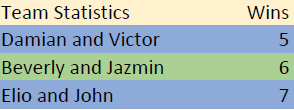 Team Statistics Wins
Damian and Victor 5
Beverly and Jazmin 6
Elio and John 7